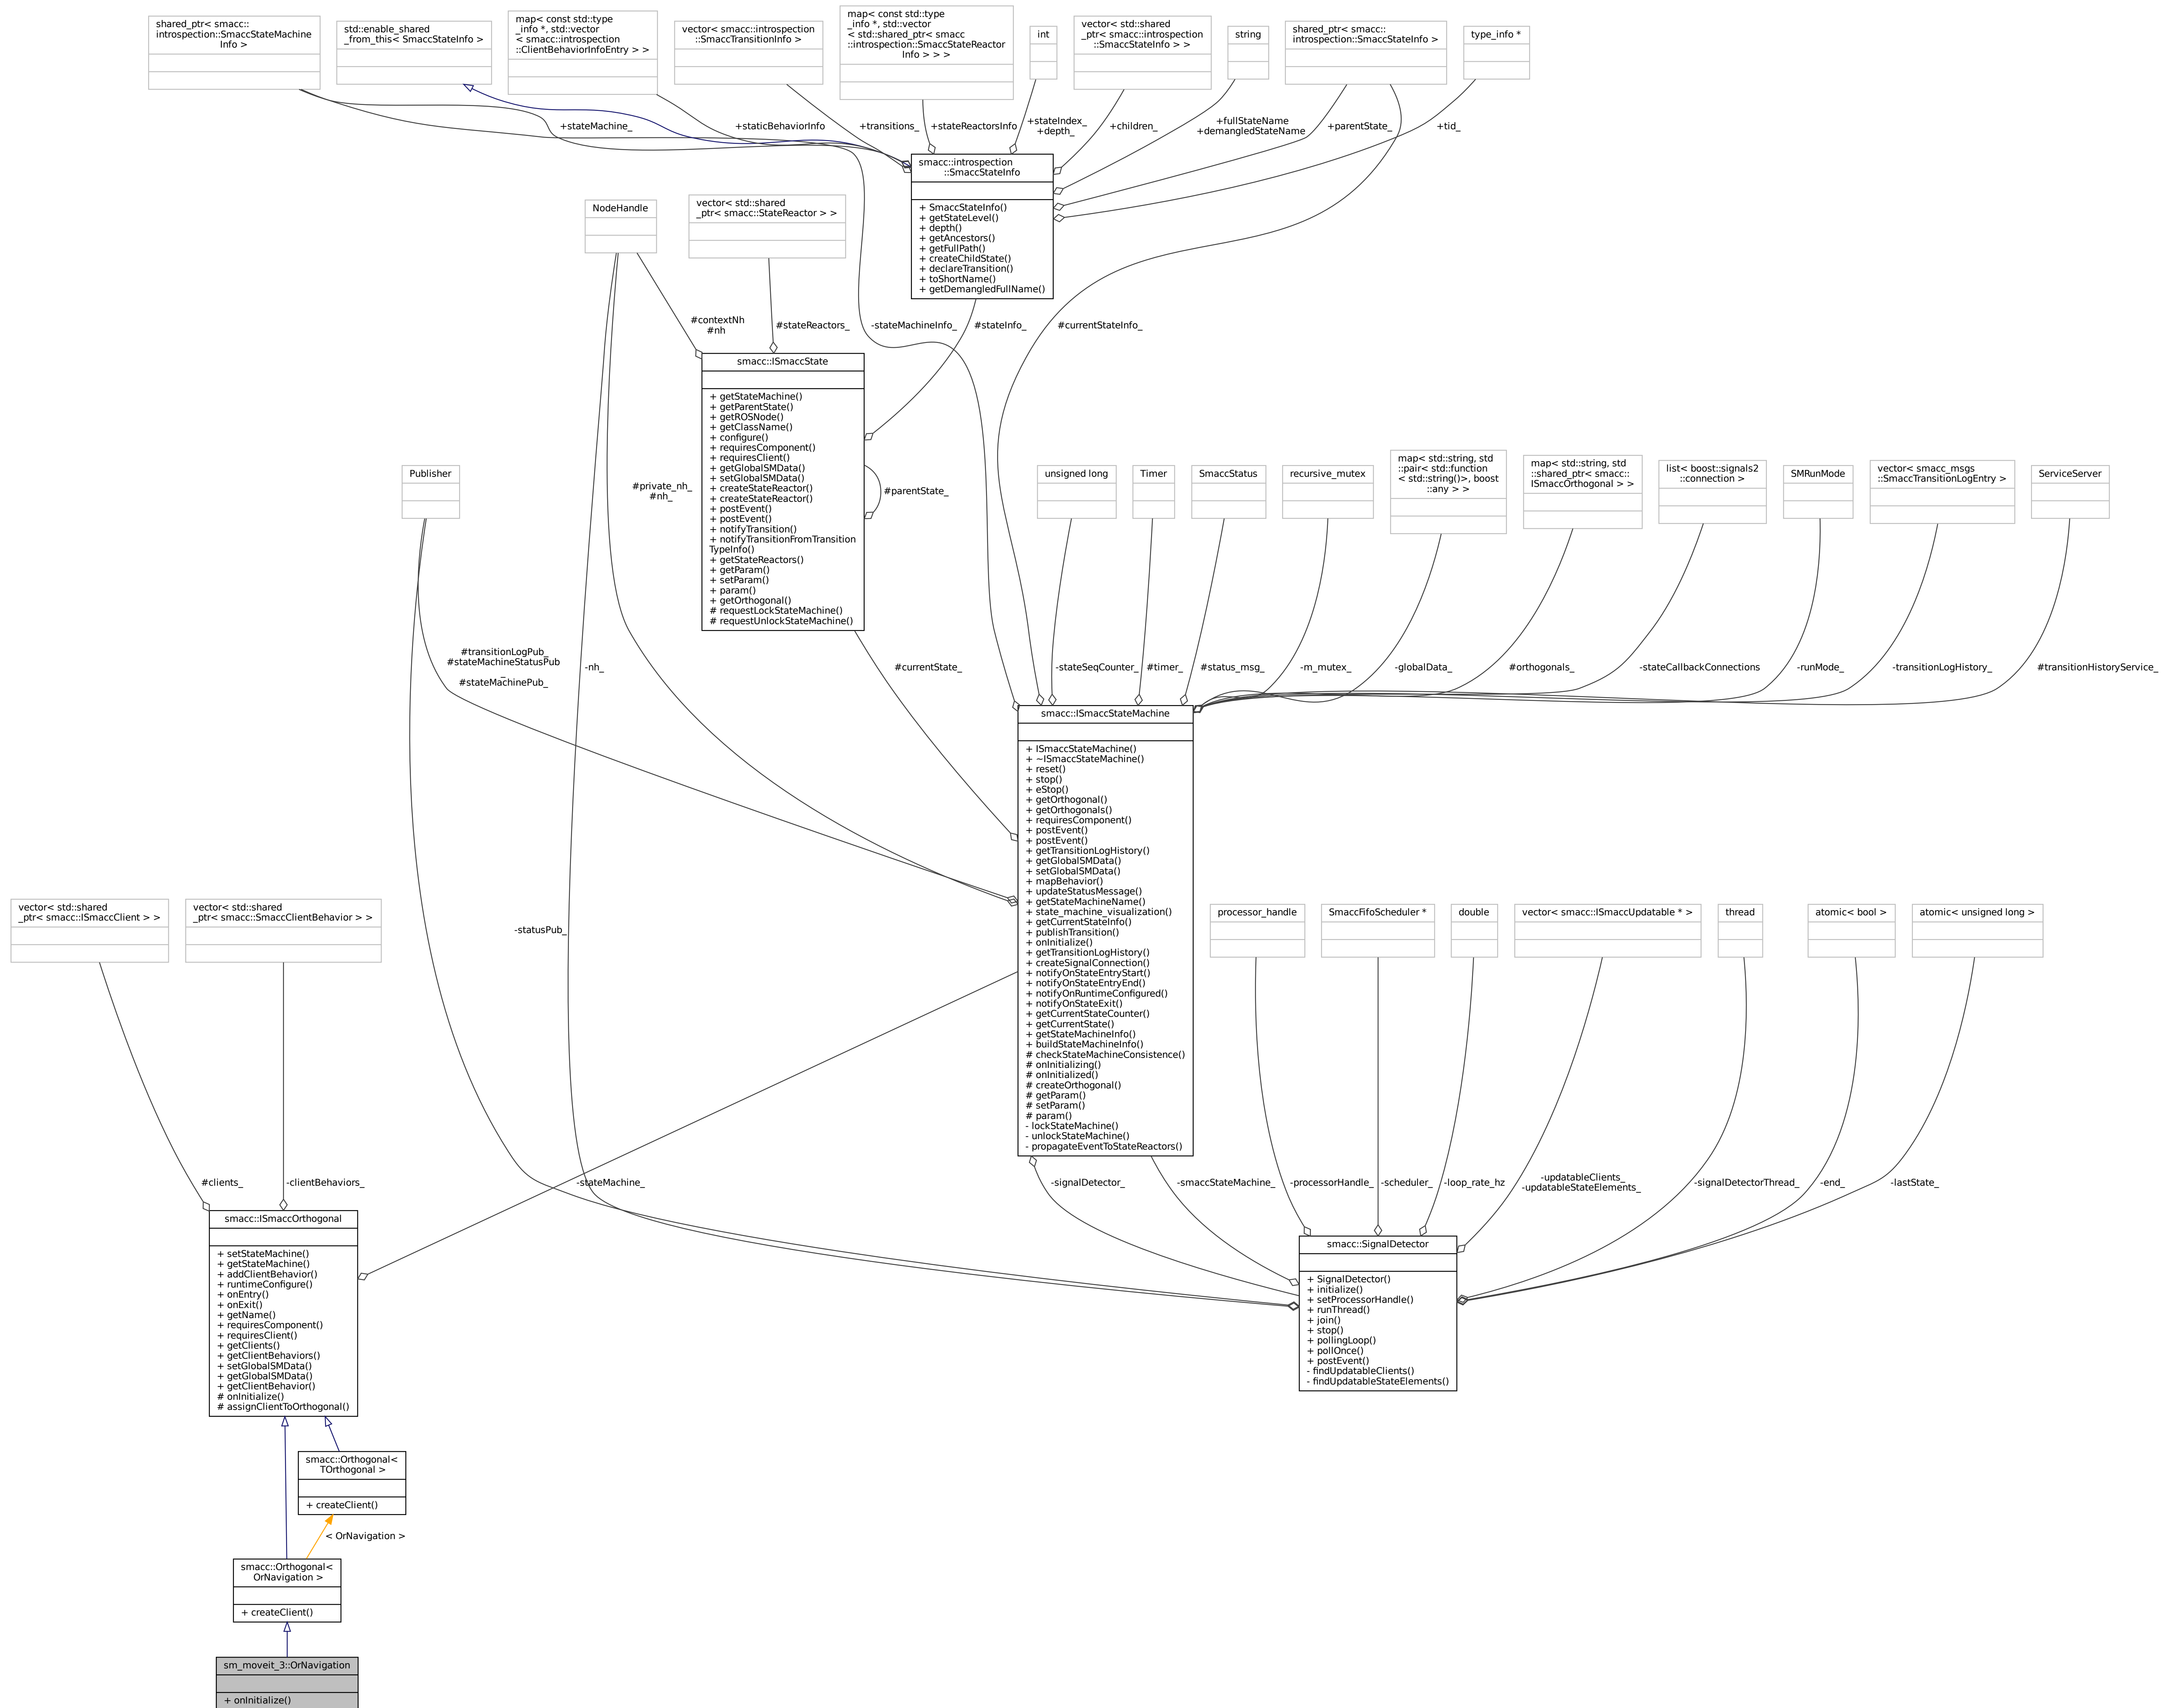 shared_ptr< smacc::
introspection::SmaccStateMachine
Info >
std::enable_shared
_from_this< SmaccStateInfo >
map< const std::type
_info *, std::vector
< smacc::introspection
::ClientBehaviorInfoEntry > >
vector< smacc::introspection
::SmaccTransitionInfo >
map< const std::type
_info *, std::vector
< std::shared_ptr< smacc
::introspection::SmaccStateReactor
Info > > >
int
vector< std::shared
_ptr< smacc::introspection
::SmaccStateInfo > >
string
shared_ptr< smacc::
introspection::SmaccStateInfo >
type_info *
+stateMachine_
+staticBehaviorInfo
+transitions_
+stateReactorsInfo
+stateIndex_
+depth_
+children_
+fullStateName
+demangledStateName
+parentState_
+tid_
smacc::introspection
::SmaccStateInfo
+ SmaccStateInfo()
+ getStateLevel()
+ depth()
+ getAncestors()
+ getFullPath()
+ createChildState()
+ declareTransition()
+ toShortName()
+ getDemangledFullName()
NodeHandle
vector< std::shared
_ptr< smacc::StateReactor > >
#contextNh
#nh
#stateReactors_
-stateMachineInfo_
#stateInfo_
#currentStateInfo_
smacc::ISmaccState
+ getStateMachine()
+ getParentState()
+ getROSNode()
+ getClassName()
+ configure()
+ requiresComponent()
+ requiresClient()
+ getGlobalSMData()
+ setGlobalSMData()
+ createStateReactor()
+ createStateReactor()
+ postEvent()
+ postEvent()
+ notifyTransition()
+ notifyTransitionFromTransition
TypeInfo()
+ getStateReactors()
+ getParam()
+ setParam()
+ param()
+ getOrthogonal()
# requestLockStateMachine()
# requestUnlockStateMachine()
#parentState_
#private_nh_
#nh_
Publisher
unsigned long
Timer
SmaccStatus
recursive_mutex
map< std::string, std
::pair< std::function
< std::string()>, boost
::any > >
map< std::string, std
::shared_ptr< smacc::
ISmaccOrthogonal > >
list< boost::signals2
::connection >
SMRunMode
vector< smacc_msgs
::SmaccTransitionLogEntry >
ServiceServer
#transitionLogPub_
#stateMachineStatusPub
_
#stateMachinePub_
-nh_
#currentState_
-stateSeqCounter_
#timer_
#status_msg_
-m_mutex_
-globalData_
#orthogonals_
-stateCallbackConnections
-runMode_
-transitionLogHistory_
#transitionHistoryService_
smacc::ISmaccStateMachine
+ ISmaccStateMachine()
+ ~ISmaccStateMachine()
+ reset()
+ stop()
+ eStop()
+ getOrthogonal()
+ getOrthogonals()
+ requiresComponent()
+ postEvent()
+ postEvent()
+ getTransitionLogHistory()
+ getGlobalSMData()
+ setGlobalSMData()
+ mapBehavior()
+ updateStatusMessage()
+ getStateMachineName()
+ state_machine_visualization()
+ getCurrentStateInfo()
+ publishTransition()
+ onInitialize()
+ getTransitionLogHistory()
+ createSignalConnection()
+ notifyOnStateEntryStart()
+ notifyOnStateEntryEnd()
+ notifyOnRuntimeConfigured()
+ notifyOnStateExit()
+ getCurrentStateCounter()
+ getCurrentState()
+ getStateMachineInfo()
+ buildStateMachineInfo()
# checkStateMachineConsistence()
# onInitializing()
# onInitialized()
# createOrthogonal()
# getParam()
# setParam()
# param()
- lockStateMachine()
- unlockStateMachine()
- propagateEventToStateReactors()
vector< std::shared
_ptr< smacc::ISmaccClient > >
vector< std::shared
_ptr< smacc::SmaccClientBehavior > >
-statusPub_
processor_handle
SmaccFifoScheduler *
double
vector< smacc::ISmaccUpdatable * >
thread
atomic< bool >
atomic< unsigned long >
#clients_
-clientBehaviors_
-stateMachine_
-signalDetector_
-smaccStateMachine_
-processorHandle_
-scheduler_
-loop_rate_hz
-updatableClients_
-updatableStateElements_
-signalDetectorThread_
-end_
-lastState_
smacc::ISmaccOrthogonal
+ setStateMachine()
+ getStateMachine()
+ addClientBehavior()
+ runtimeConfigure()
+ onEntry()
+ onExit()
+ getName()
+ requiresComponent()
+ requiresClient()
+ getClients()
+ getClientBehaviors()
+ setGlobalSMData()
+ getGlobalSMData()
+ getClientBehavior()
# onInitialize()
# assignClientToOrthogonal()
smacc::SignalDetector
+ SignalDetector()
+ initialize()
+ setProcessorHandle()
+ runThread()
+ join()
+ stop()
+ pollingLoop()
+ pollOnce()
+ postEvent()
- findUpdatableClients()
- findUpdatableStateElements()
smacc::Orthogonal<
TOrthogonal >
+ createClient()
< OrNavigation >
smacc::Orthogonal<
OrNavigation >
+ createClient()
sm_moveit_3::OrNavigation
+ onInitialize()